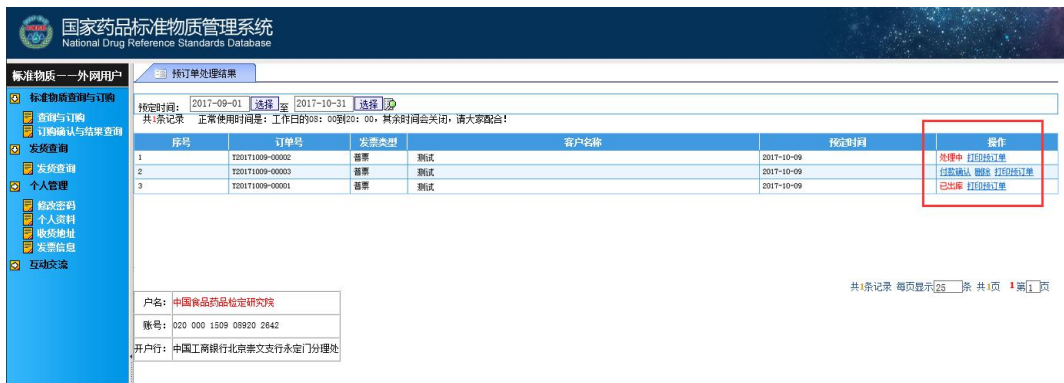 国家药品标准物质管理系统
National Drug Reference Standards Database
标准物质——外网用户
预订单处理结果
标准物质查询与订购
查询与订购
订购确认与结果查询
发货查询
发货查询
个人管理
修改密码
个人资料
收货地址
发票信息
互动交流
预定时间: 2017-09-01 选择 至 2017-10-31 选择
共1条记录 正常使用时间是: 工作日的08: 00到20: 00, 其余时间会关闭, 请大家配合!
序号 订单号 发票类型 客户名称 预定时间 操作
1 Y20171009-00002 普票 测试 2017-10-09 处理中 打印预订单
2 Y20171009-00003 普票 测试 2017-10-09 付款确认 删除 打印预订单
3 Y20171009-00001 普票 测试 2017-10-09 已出库 打印预订单
共1条记录 每页显示25 条 共1页 1 第1 页
户名: 中国食品药品检定研究院
账号: 020 000 1509 08920 2642
开户行: 中国工商银行北京崇文支行永定门分理处